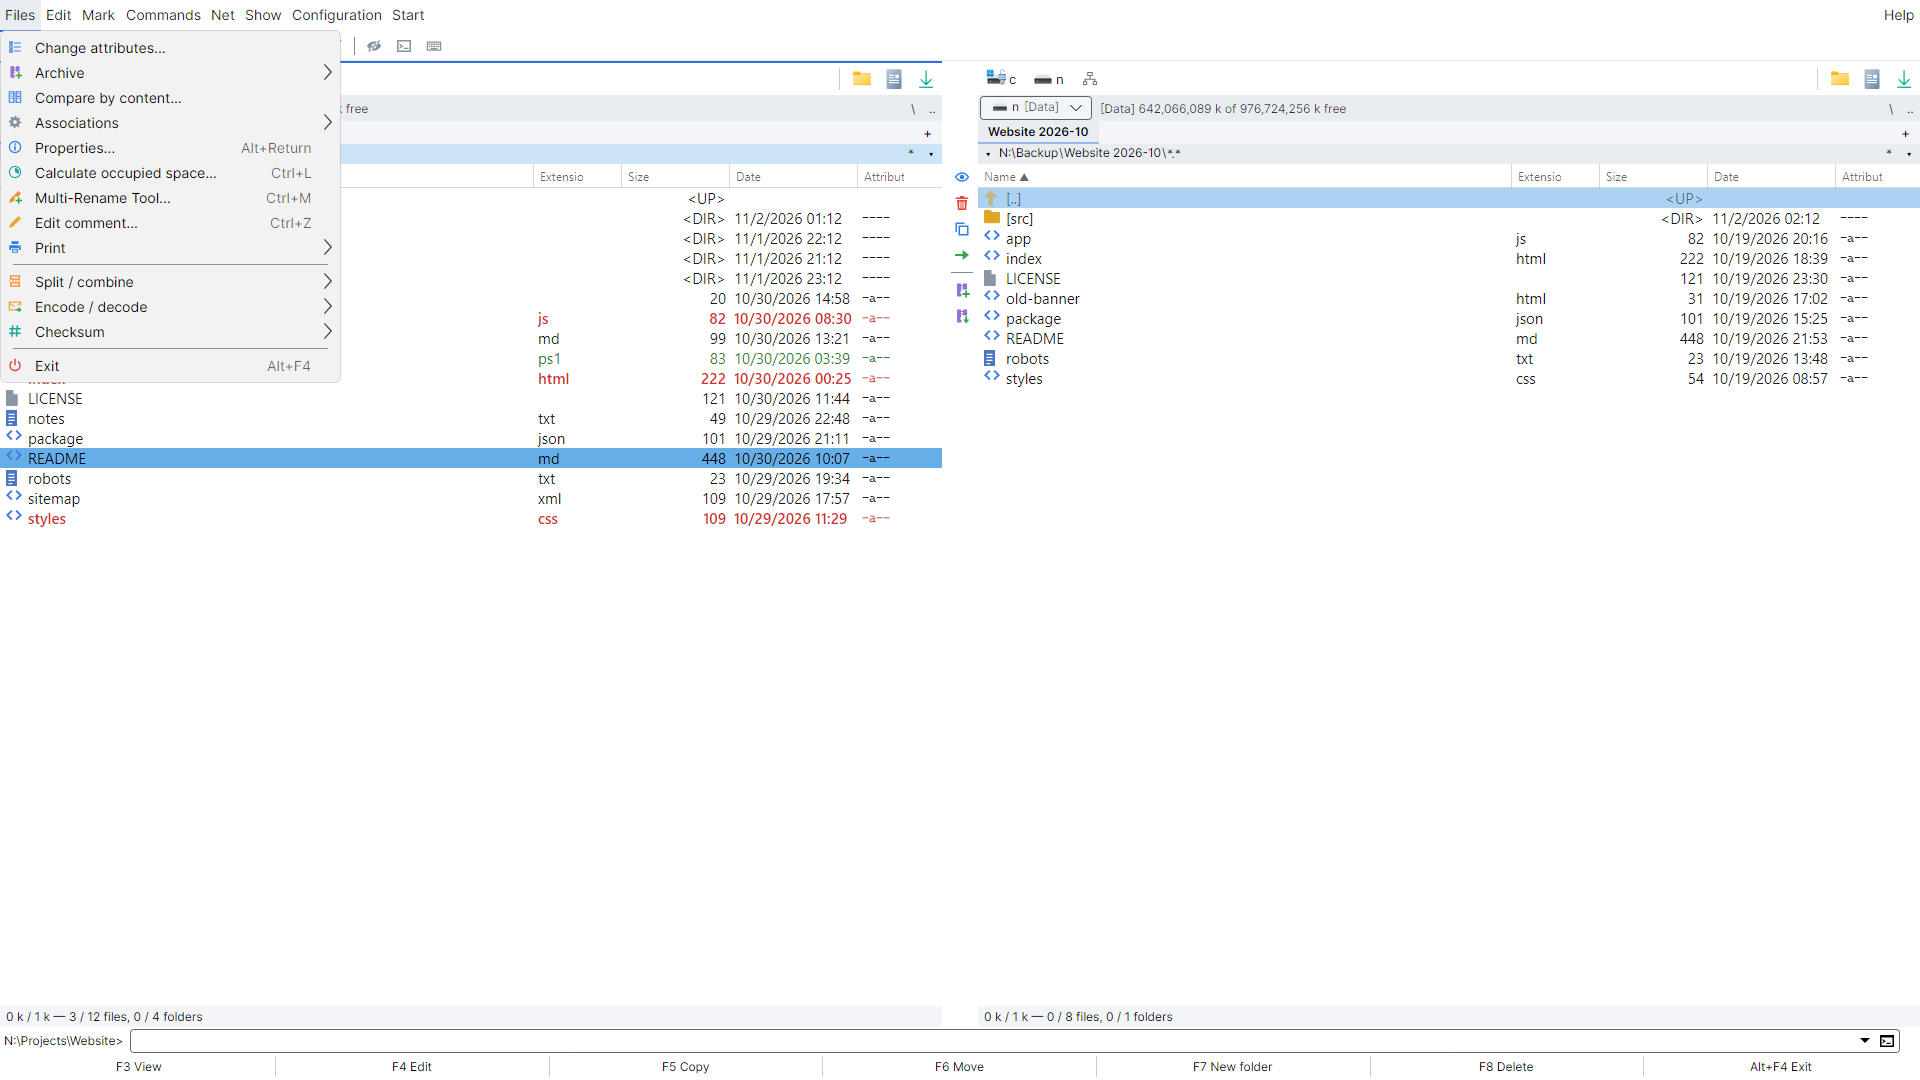 Files Edit Mark Commands Net Show Configuration Start Help
Change attributes...
Archive
Compare by content...
Associations
Properties... Alt+Return
Calculate occupied space... Ctrl+L
Multi-Rename Tool... Ctrl+M
Edit comment... Ctrl+Z
Print
Split / combine
Encode / decode
Checksum
Exit Alt+F4
k free \ ..
+
* 
Extensio Size Date Attribut
<UP>
<DIR> 11/2/2026 01:12 ----
<DIR> 11/1/2026 22:12 ----
<DIR> 11/1/2026 21:12 ----
<DIR> 11/1/2026 23:12 ----
20 10/30/2026 14:58 -a--
js 82 10/30/2026 08:30 -a--
md 99 10/30/2026 13:21 -a--
ps1 83 10/30/2026 03:39 -a--
html 222 10/30/2026 00:25 -a--
LICENSE 121 10/30/2026 11:44 -a--
notes txt 49 10/29/2026 22:48 -a--
package json 101 10/29/2026 21:11 -a--
README md 448 10/30/2026 10:07 -a--
robots txt 23 10/29/2026 19:34 -a--
sitemap xml 109 10/29/2026 17:57 -a--
styles css 109 10/29/2026 11:29 -a--
0 k / 1 k — 3 / 12 files, 0 / 4 folders
c n
n [Data] [Data] 642,066,089 k of 976,724,256 k free \ ..
Website 2026-10 +
N:\Backup\Website 2026-10\*.* *
Name Extensio Size Date Attribut
[..] <UP>
[src] <DIR> 11/2/2026 02:12 ----
app js 82 10/19/2026 20:16 -a--
index html 222 10/19/2026 18:39 -a--
LICENSE 121 10/19/2026 23:30 -a--
old-banner html 31 10/19/2026 17:02 -a--
package json 101 10/19/2026 15:25 -a--
README md 448 10/19/2026 21:53 -a--
robots txt 23 10/19/2026 13:48 -a--
styles css 54 10/19/2026 08:57 -a--
0 k / 1 k — 0 / 8 files, 0 / 1 folders
N:\Projects\Website>
F3 View F4 Edit F5 Copy F6 Move F7 New folder F8 Delete Alt+F4 Exit